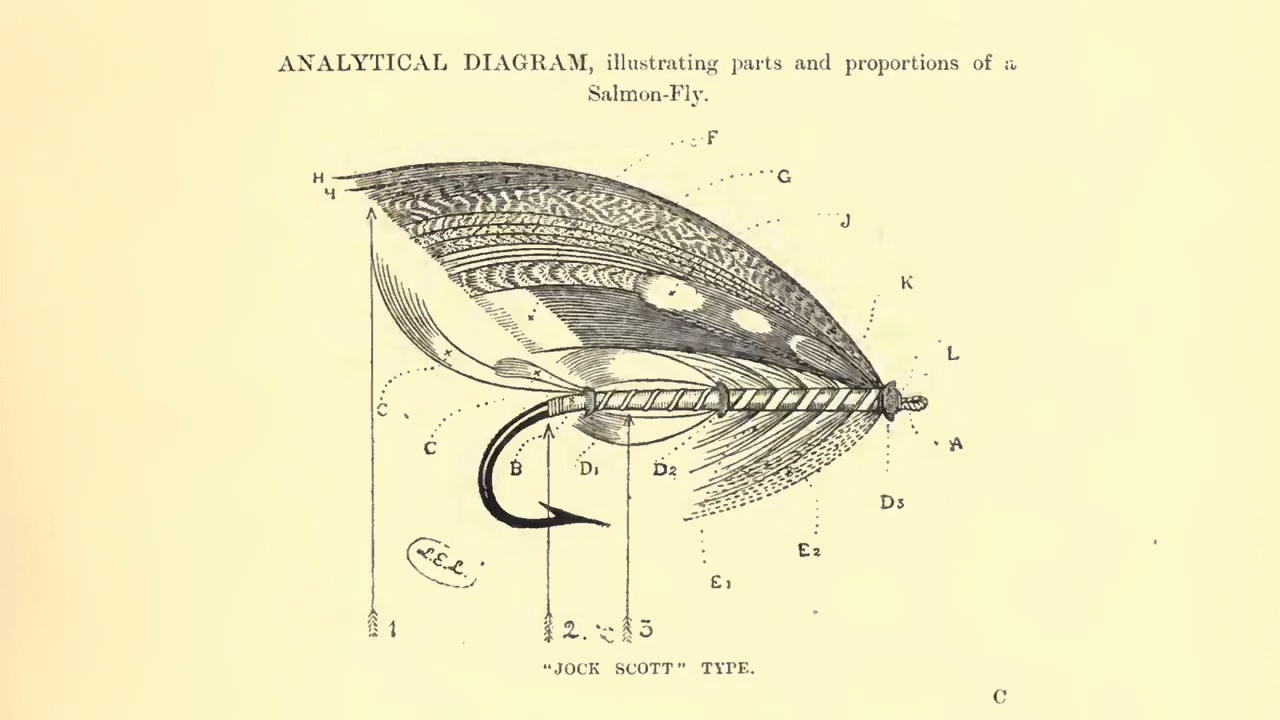 ANALYTICAL DIAGRAM, illustrating parts and proportions of a
Salmon-Fly.
F
H
G
H
J
K
L
C
C
A
B
D1
D2
D3
E2
L.E.L.
E1
1
2.
3
"JOCK SCOTT" TYPE.
C